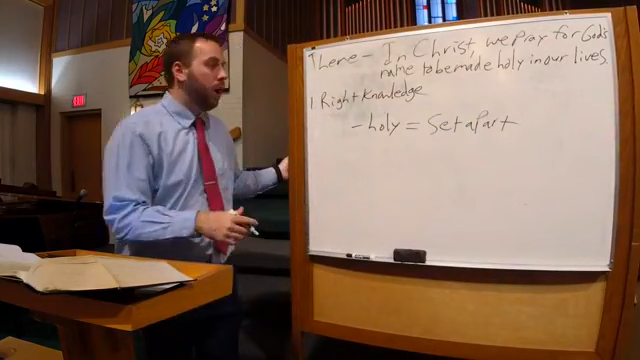 EXIT
Theme – In Christ, we pray for God's
name to be made holy in our lives.
1 Right Knowledge
– holy = Set apart